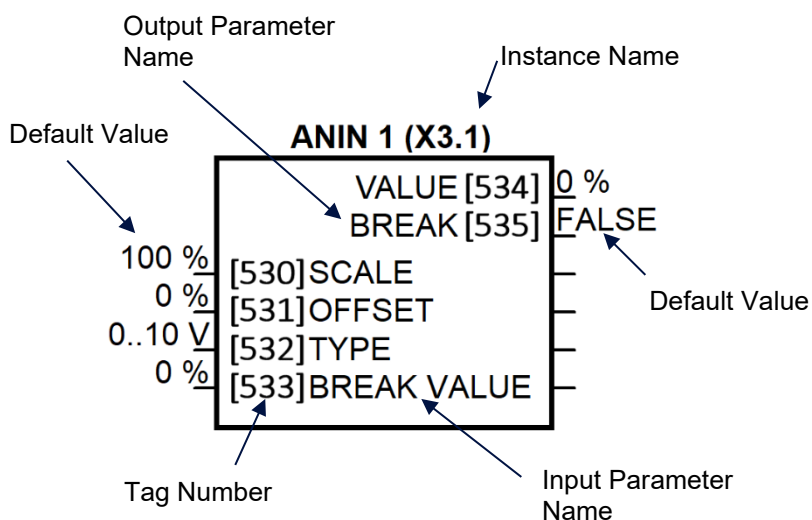 Output Parameter
Name
Instance Name
Default Value
ANIN 1 (X3.1)
VALUE [534] 0 %
BREAK [535] FALSE
100 % [530] SCALE
0 % [531] OFFSET
0..10 V [532] TYPE
0 % [533] BREAK VALUE
Default Value
Tag Number
Input Parameter
Name